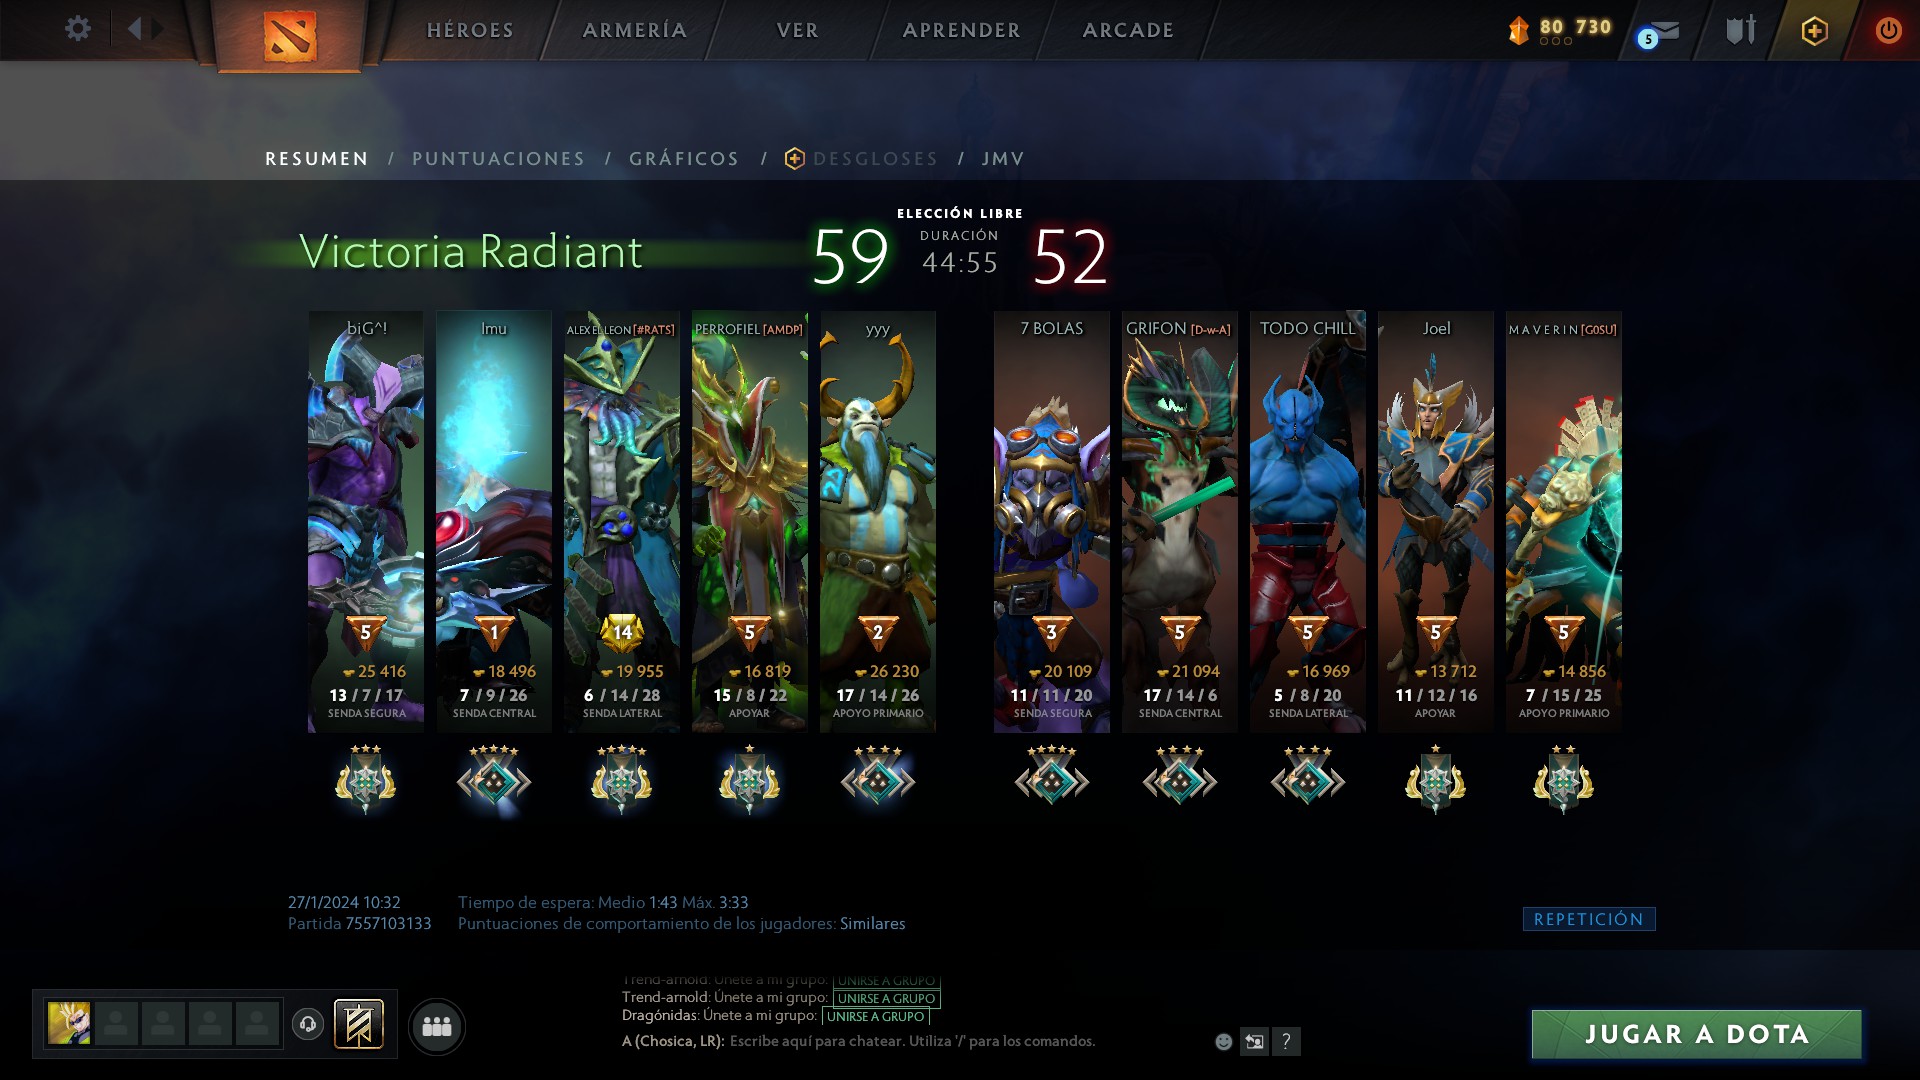 HÉROES
ARMERÍA
VER
APRENDER
ARCADE
80 730
5
RESUMEN / PUNTUACIONES / GRÁFICOS / DESGLOSES / JMV
Victoria Radiant
59
ELECCIÓN LIBRE
DURACIÓN
44:55
52
biG^!
Imu
ALEX EL LEON [#RATS]
PERROFIEL [AMDP]
yyy
7 BOLAS
GRIFON [D-w-A]
TODO CHILL
Joel
M A V E R I N [G0SU]
5
1
14
5
2
3
5
5
5
5
25 416
18 496
19 955
16 819
26 230
20 109
21 094
16 969
13 712
14 856
13 / 7 / 17
7 / 9 / 26
6 / 14 / 28
15 / 8 / 22
17 / 14 / 26
11 / 11 / 20
17 / 14 / 6
5 / 8 / 20
11 / 12 / 16
7 / 15 / 25
SENDA SEGURA
SENDA CENTRAL
SENDA LATERAL
APOYAR
APOYO PRIMARIO
SENDA SEGURA
SENDA CENTRAL
SENDA LATERAL
APOYAR
APOYO PRIMARIO
27/1/2024 10:32
Tiempo de espera: Medio 1:43 Máx. 3:33
Partida 7557103133
Puntuaciones de comportamiento de los jugadores: Similares
REPETICIÓN
Trend-arnold: Únete a mi grupo: UNIRSE A GRUPO
Trend-arnold: Únete a mi grupo: UNIRSE A GRUPO
Dragónidas: Únete a mi grupo: UNIRSE A GRUPO
A (Chosica, LR): Escribe aquí para chatear. Utiliza '/' para los comandos.
?
JUGAR A DOTA